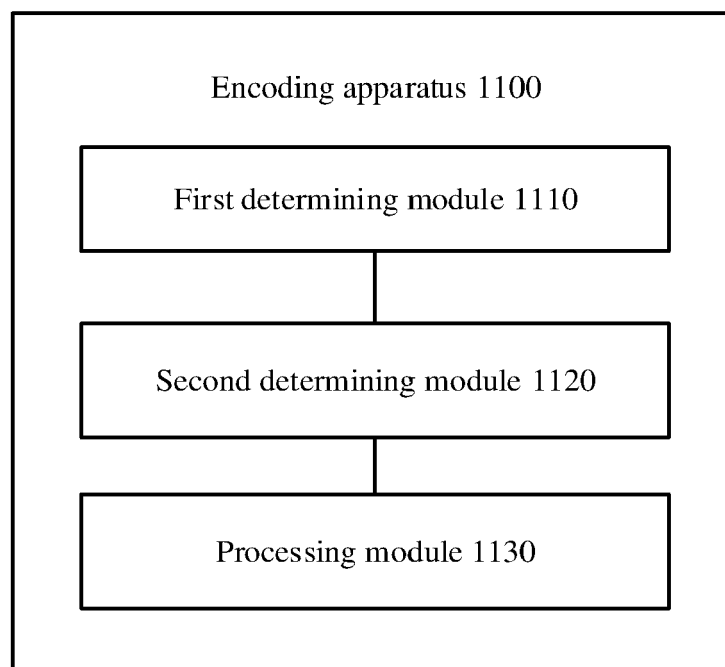 Encoding apparatus 1100
First determining module 1110
Second determining module 1120
Processing module 1130